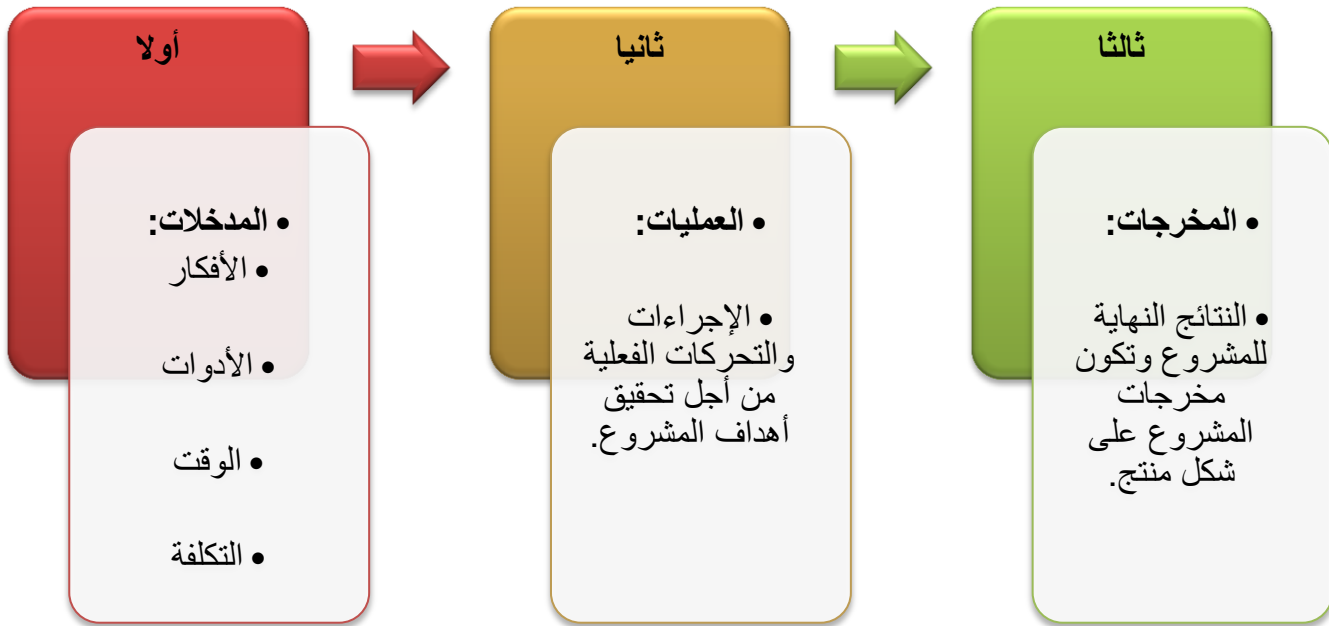 أولا
المدخلات:
الأفكار
الأدوات
الوقت
التكلفة
ثانيا
العمليات:
الإجراءات
والتحركات الفعلية
من أجل تحقيق
أهداف المشروع.
ثالثا
المخرجات:
النتائج النهاية
للمشروع وتكون
مخرجات
المشروع على
شكل منتج.